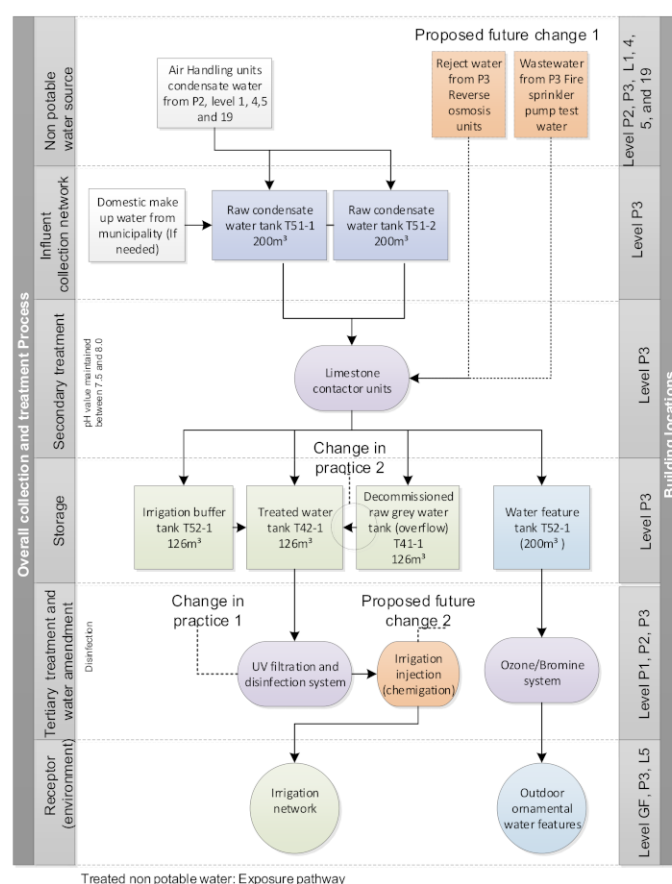 Proposed future change 1
Air Handling units
condensate water
from P2, level 1, 4,5
and 19
Reject water
from P3
Reverse
osmosis
units
Wastewater
from P3 Fire
sprinkler
pump test
water
Non potable
water source
Level P2, P3, L1, 4,
5, and 19
Domestic make
up water from
municipality (If
needed)
Raw condensate
water tank T51-1
200m³
Raw condensate
water tank T51-2
200m³
Influent
collection network
Level P3
Overall collection and treatment Process
Secondary treatment
pH value maintained
between 7.5 and 8.0
Limestone
contactor units
Level P3
Building locations
Change in
practice 2
Storage
Irrigation buffer
tank T52-1
126m³
Treated water
tank T42-1
126m³
Decommissioned
raw grey water
tank (overflow)
T41-1
126m³
Water feature
tank T52-1
(200m³ )
Level P3
Tertiary treatment and
water amendment
Disinfection
Change in
practice 1
Proposed future
change 2
UV filtration and
disinfection system
Irrigation
injection
(chemigation)
Ozone/Bromine
system
Level P1, P2, P3
Receptor
(environment)
Irrigation
network
Outdoor
ornamental
water features
Level GF, P3, L5
Treated non potable water: Exposure pathway